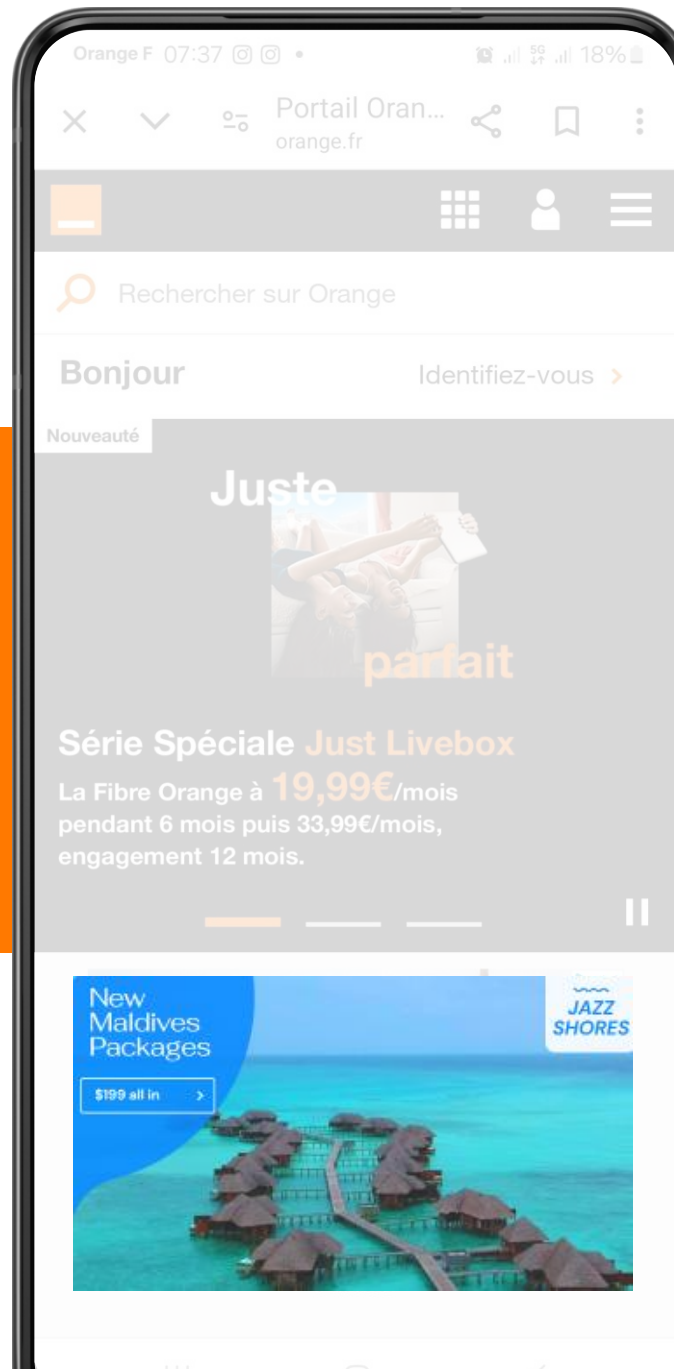 Orange F 07:37
5G
18%
Portail Oran...
orange.fr
Rechercher sur Orange
Bonjour
Identifiez-vous >
Nouveauté
Juste
parfait
Série Spéciale Just Livebox
La Fibre Orange à 19,99€/mois
pendant 6 mois puis 33,99€/mois,
engagement 12 mois.
New
Maldives
Packages
$199 all in >
JAZZ
SHORES